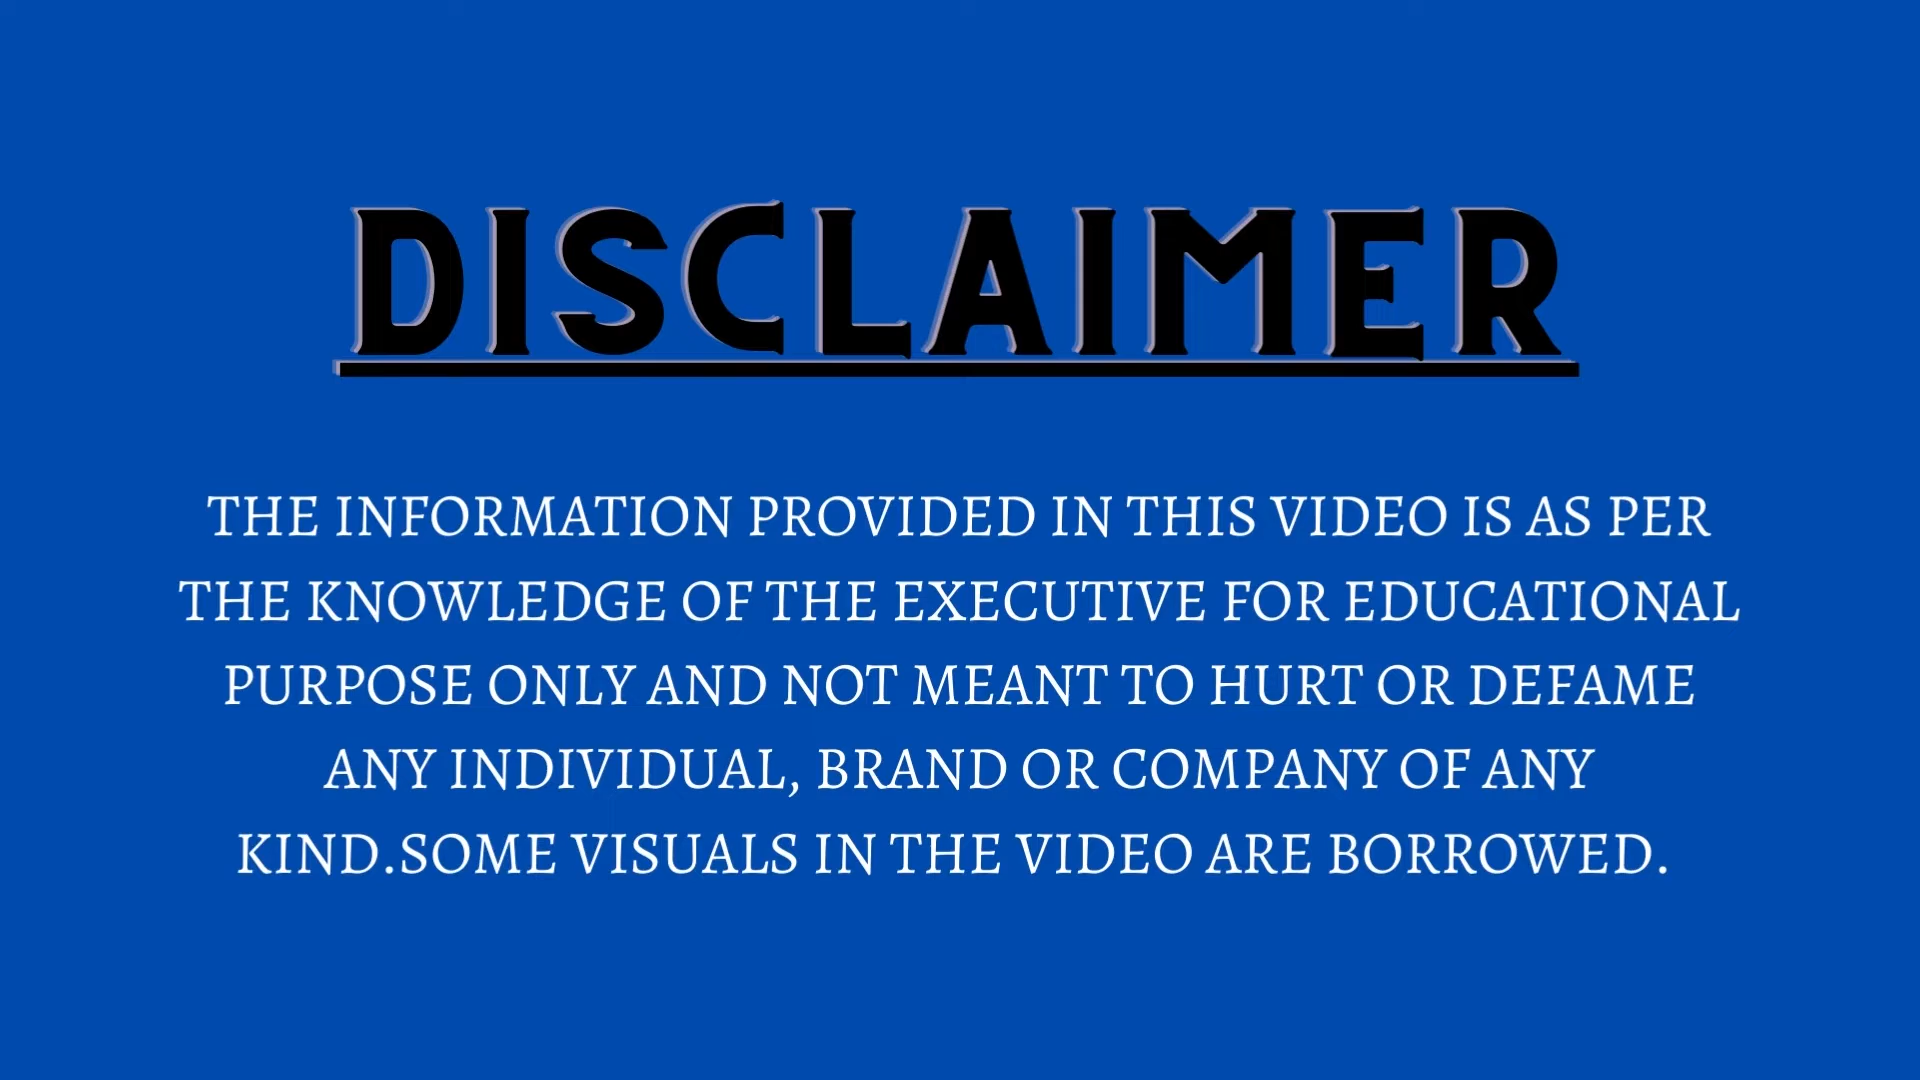 DISCLAIMER
THE INFORMATION PROVIDED IN THIS VIDEO IS AS PER
THE KNOWLEDGE OF THE EXECUTIVE FOR EDUCATIONAL
PURPOSE ONLY AND NOT MEANT TO HURT OR DEFAME
ANY INDIVIDUAL, BRAND OR COMPANY OF ANY
KIND.SOME VISUALS IN THE VIDEO ARE BORROWED.